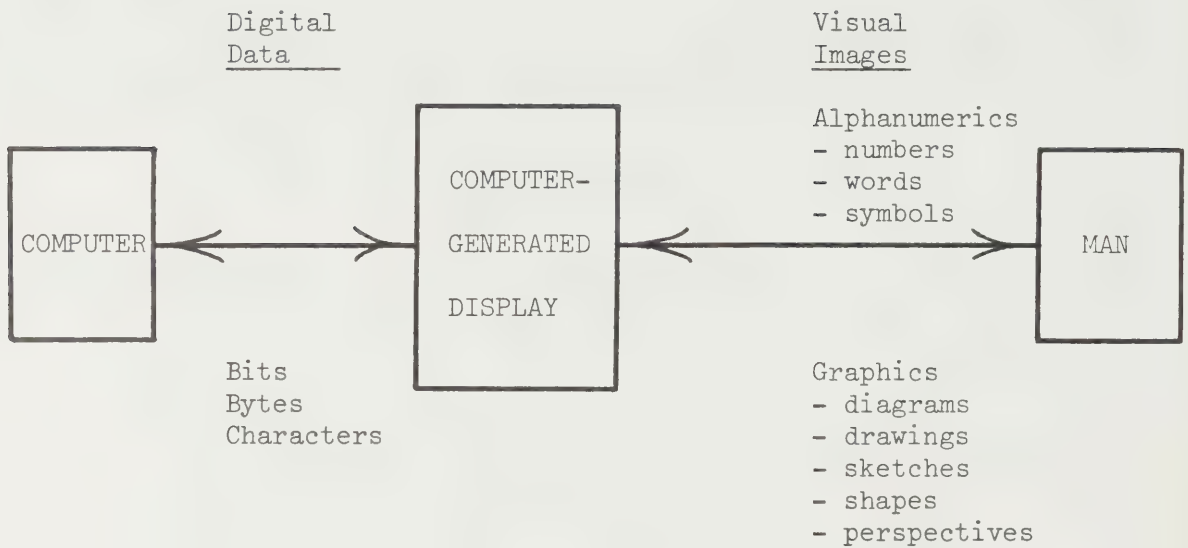 Digital
Data
Visual
Images
COMPUTER
COMPUTER-
GENERATED
DISPLAY
Alphanumerics
- numbers
- words
- symbols
MAN
Bits
Bytes
Characters
Graphics
- diagrams
- drawings
- sketches
- shapes
- perspectives